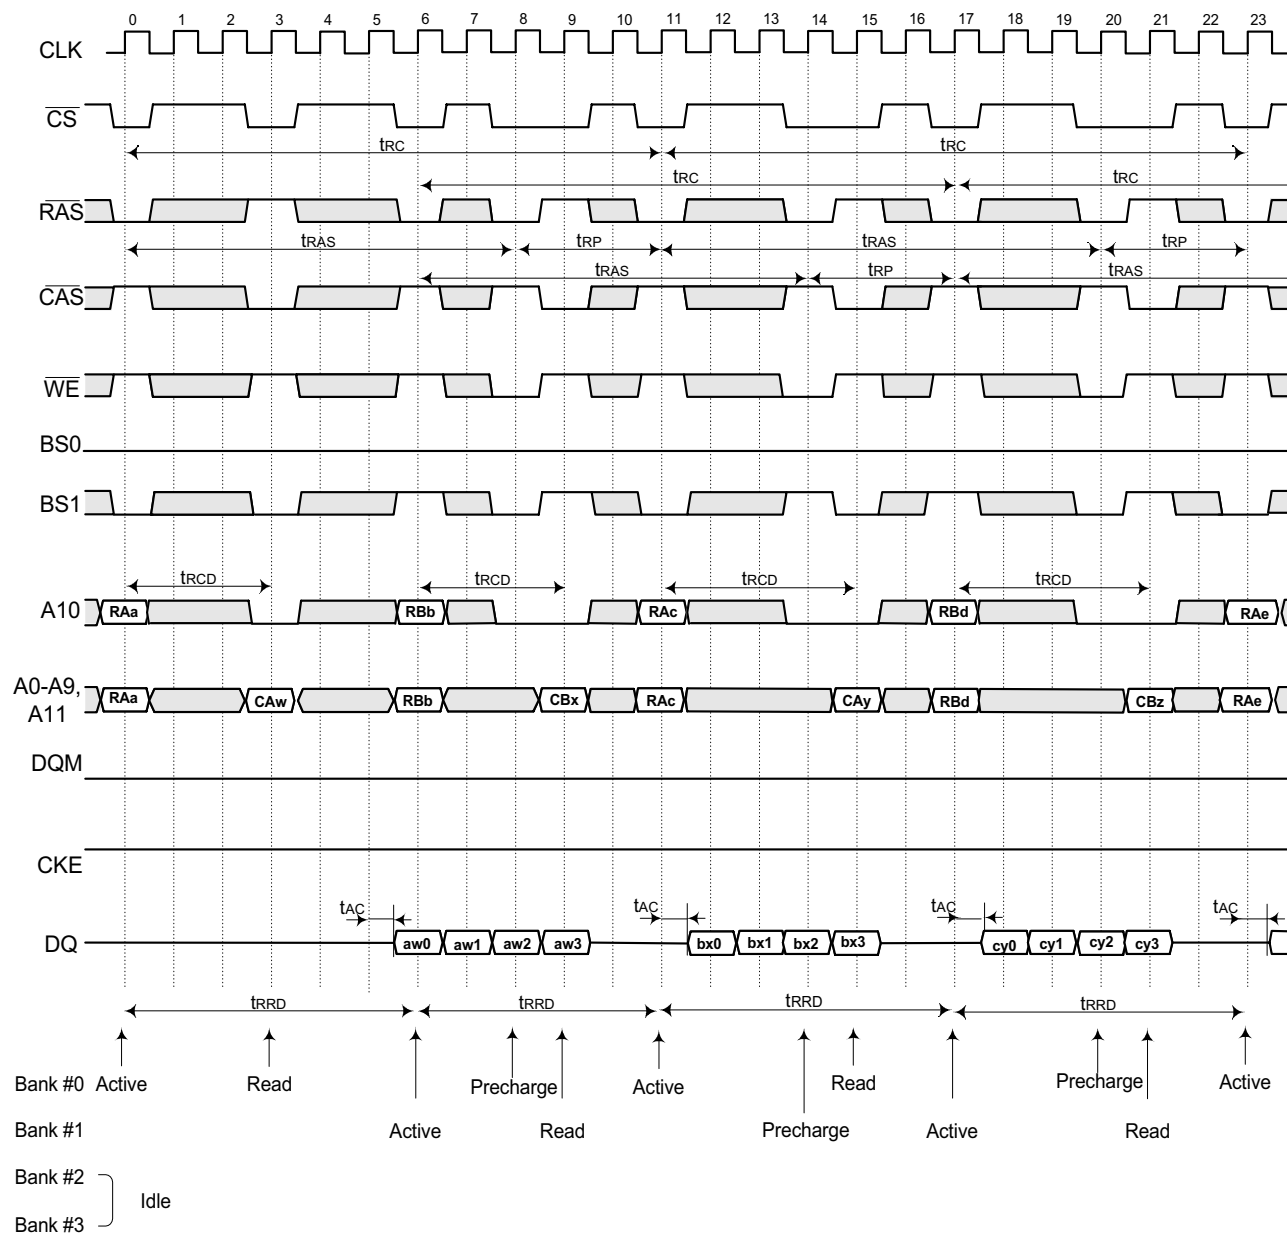 0 1 2 3 4 5 6 7 8 9 10 11 12 13 14 15 16 17 18 19 20 21 22 23
CLK
CS
tRC tRC
tRC tRC
RAS
tRAS tRP tRAS tRP
tRAS tRP tRAS
CAS
WE
BS0
BS1
tRCD tRCD tRCD tRCD
A10 RAa RBb RAc RBd RAe
A0-A9,
A11
RAa CAw RBb CBx RAc CAy RBd CBz RAe
DQM
CKE
tAC tAC tAC tAC
DQ aw0 aw1 aw2 aw3 bx0 bx1 bx2 bx3 cy0 cy1 cy2 cy3
tRRD tRRD tRRD tRRD
Bank #0 Active Read Precharge Active Read Precharge Active
Bank #1 Active Read Precharge Active Read
Bank #2
Idle
Bank #3